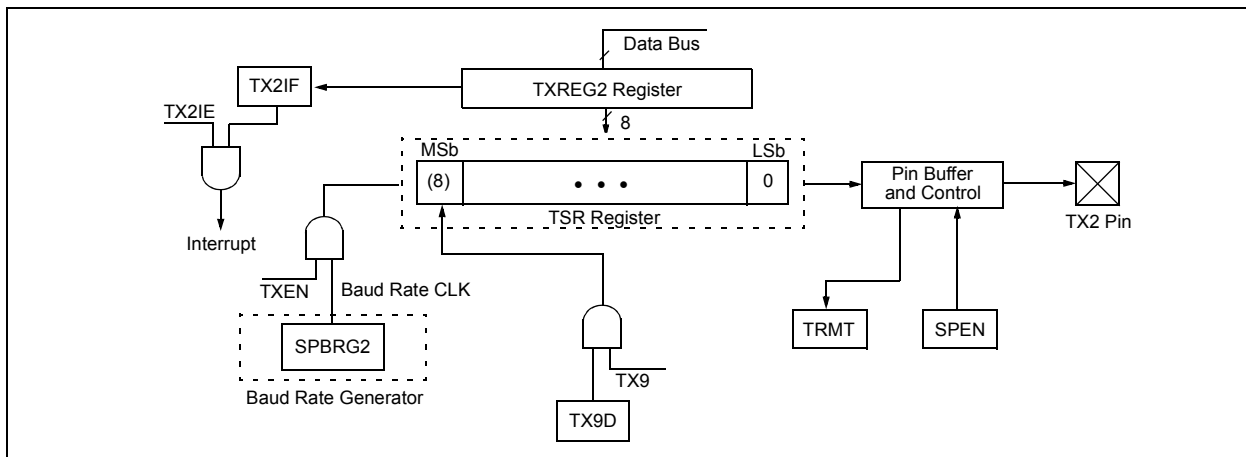 Data Bus
TX2IF
TXREG2 Register
TX2IE
8
MSb
LSb
(8)
• • •
0
Pin Buffer
and Control
TSR Register
TX2 Pin
Interrupt
TXEN
Baud Rate CLK
TRMT
SPEN
SPBRG2
TX9
Baud Rate Generator
TX9D